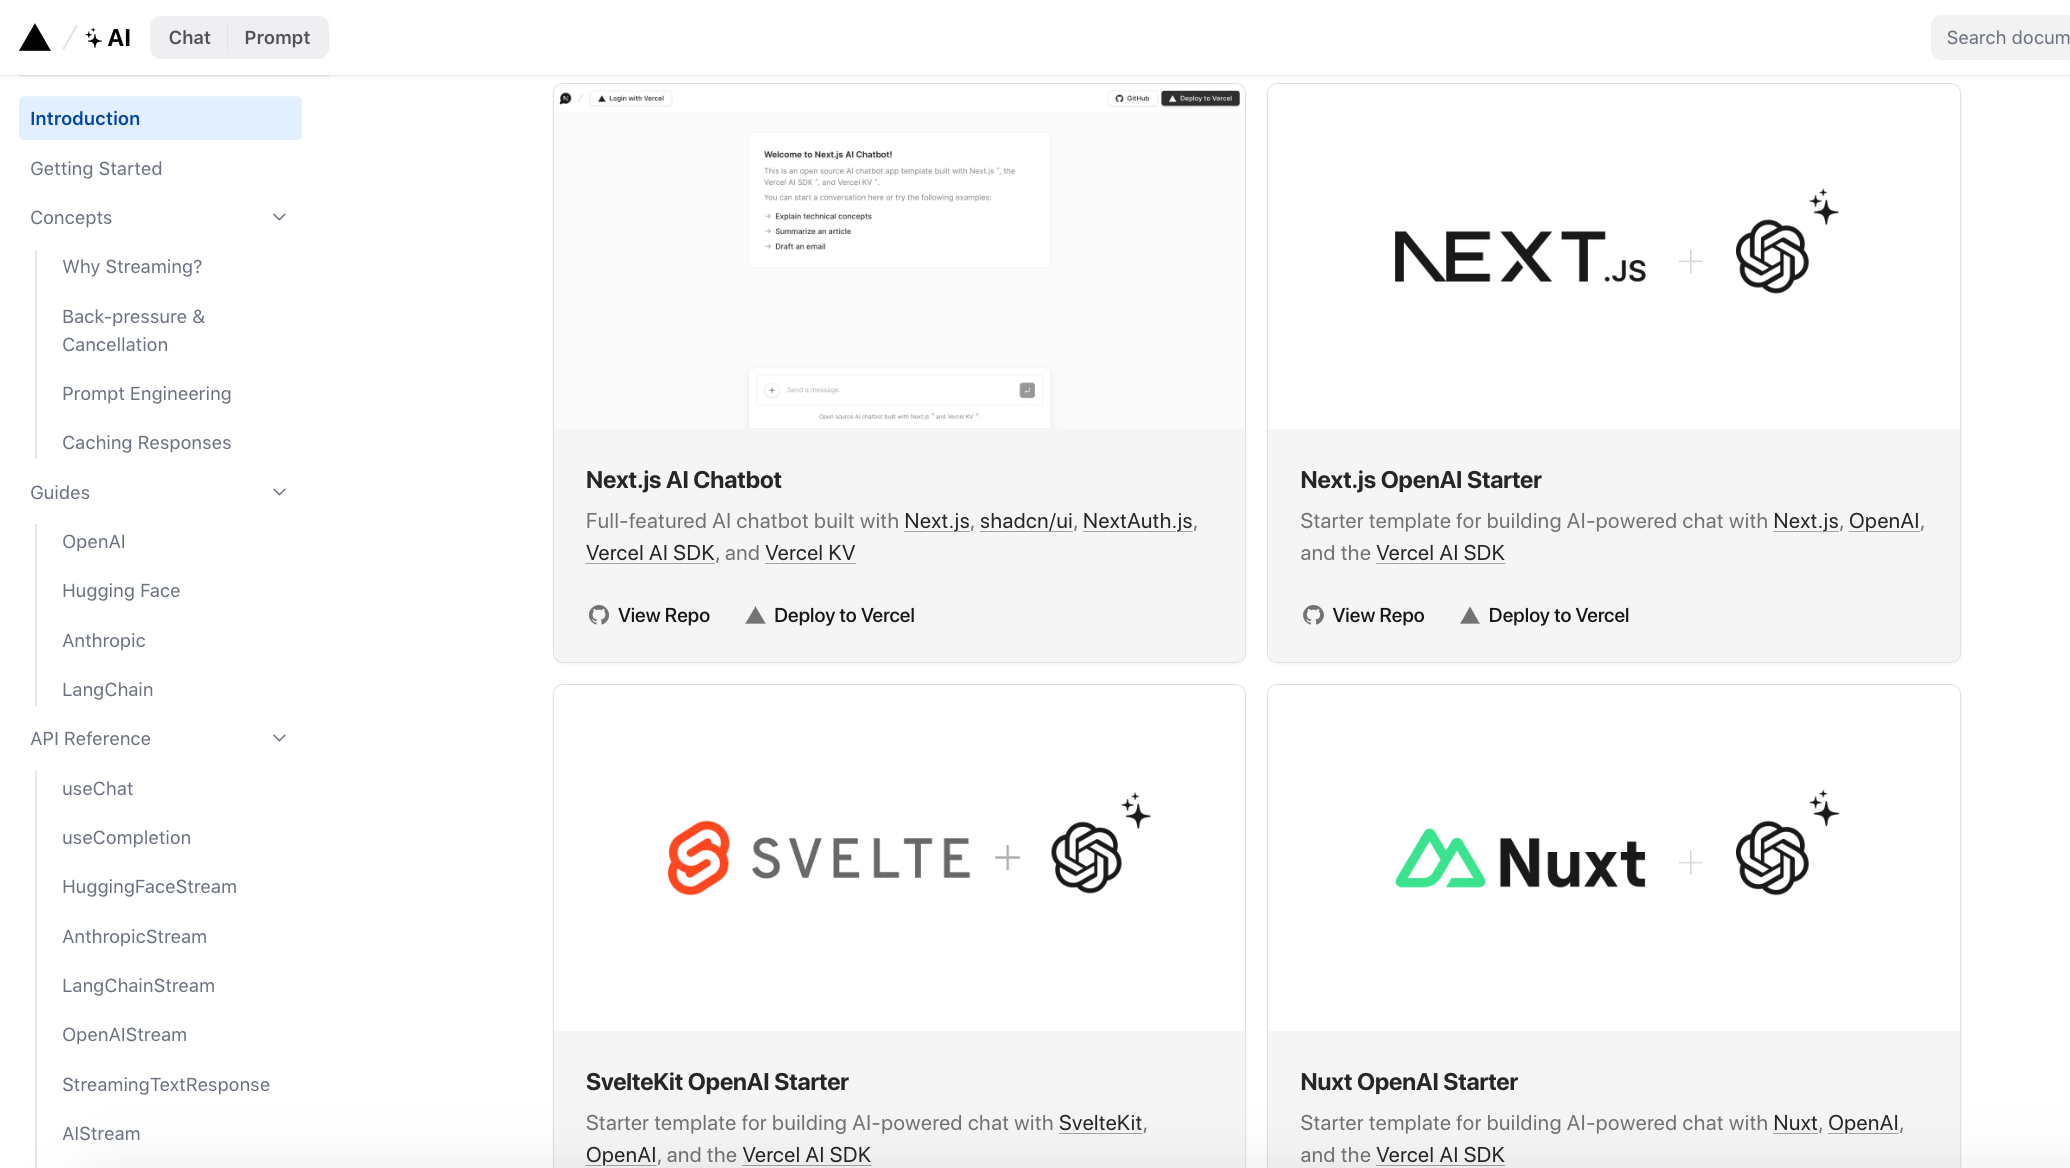 AI
Chat
Prompt
Search docum
Introduction
Getting Started
Concepts
Why Streaming?
Back-pressure &
Cancellation
Prompt Engineering
Caching Responses
Guides
OpenAI
Hugging Face
Anthropic
LangChain
API Reference
useChat
useCompletion
HuggingFaceStream
AnthropicStream
LangChainStream
OpenAIStream
StreamingTextResponse
AIStream
Login with Vercel
GitHub
Deploy to Vercel
Welcome to Next.js AI Chatbot!
This is an open source AI chatbot app template built with Next.js, the
Vercel AI SDK, and Vercel KV.
You can start a conversation here or try the following examples:
Explain technical concepts
Summarize an article
Draft an email
Send a message.
Open source AI chatbot built with Next.js and Vercel KV.
Next.js AI Chatbot
Full-featured AI chatbot built with Next.js, shadcn/ui, NextAuth.js,
Vercel AI SDK, and Vercel KV
View Repo
Deploy to Vercel
NEXT.JS
Next.js OpenAI Starter
Starter template for building AI-powered chat with Next.js, OpenAI,
and the Vercel AI SDK
View Repo
Deploy to Vercel
SVELTE
SvelteKit OpenAI Starter
Starter template for building AI-powered chat with SvelteKit,
OpenAI, and the Vercel AI SDK
Nuxt
Nuxt OpenAI Starter
Starter template for building AI-powered chat with Nuxt, OpenAI,
and the Vercel AI SDK